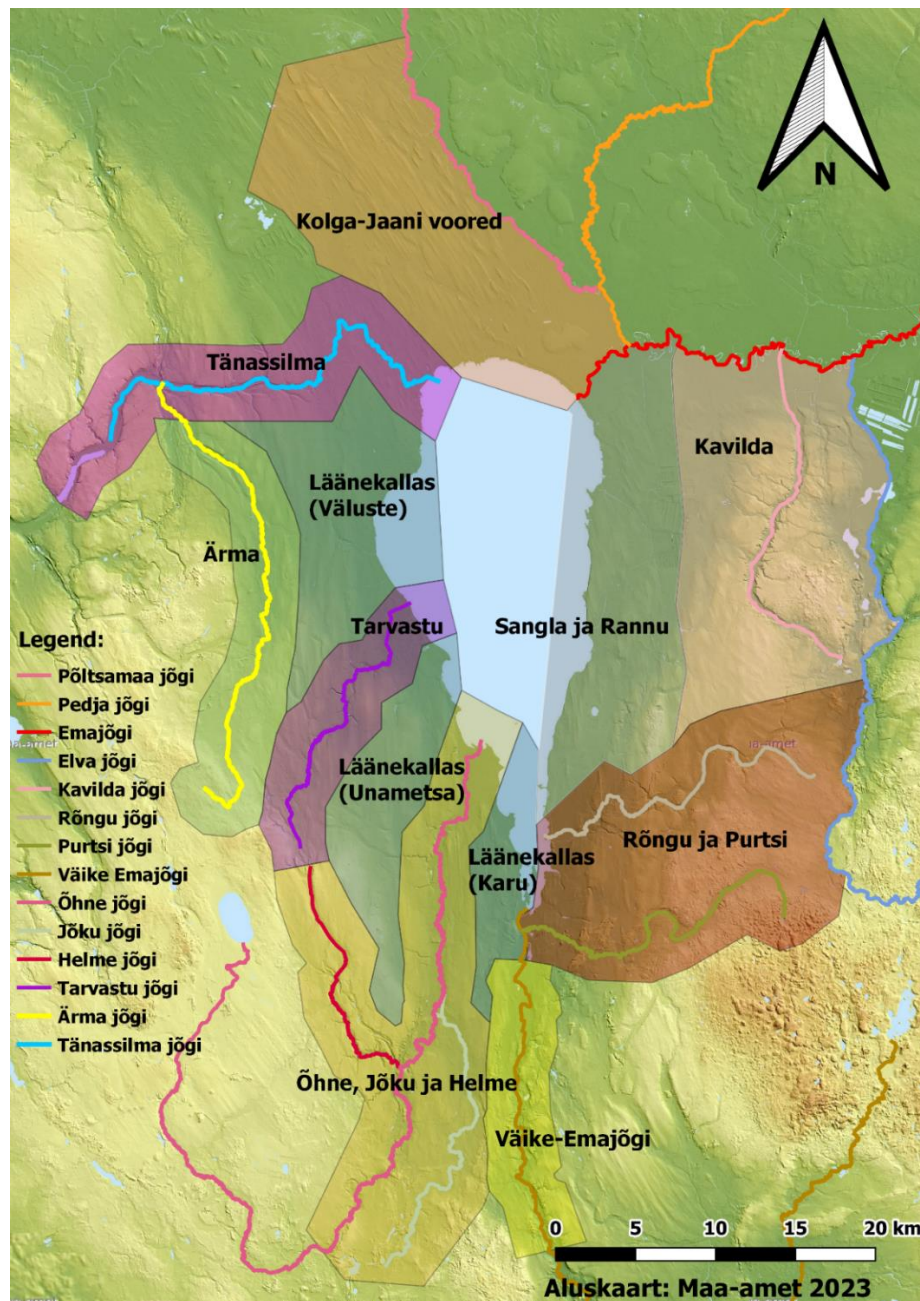 N
Kolga-Jaani voored
Tänassilma
Läänekallas
(Väluste)
Kavilda
Ärma
Tarvastu
Sangla ja Rannu
Legend:
Põltsamaa jõgi
Pedja jõgi
Emajõgi
Elva jõgi
Kavilda jõgi
Rõngu jõgi
Purtsi jõgi
Väike Emajõgi
Õhne jõgi
Jõku jõgi
Helme jõgi
Tarvastu jõgi
Ärma jõgi
Tänassilma jõgi
Läänekallas
(Unametsa)
Läänekallas
(Karu)
Rõngu ja Purtsi
Õhne, Jõku ja Helme
Väike-Emajõgi
0 5 10 15 20 km
Aluskaart: Maa-amet 2023